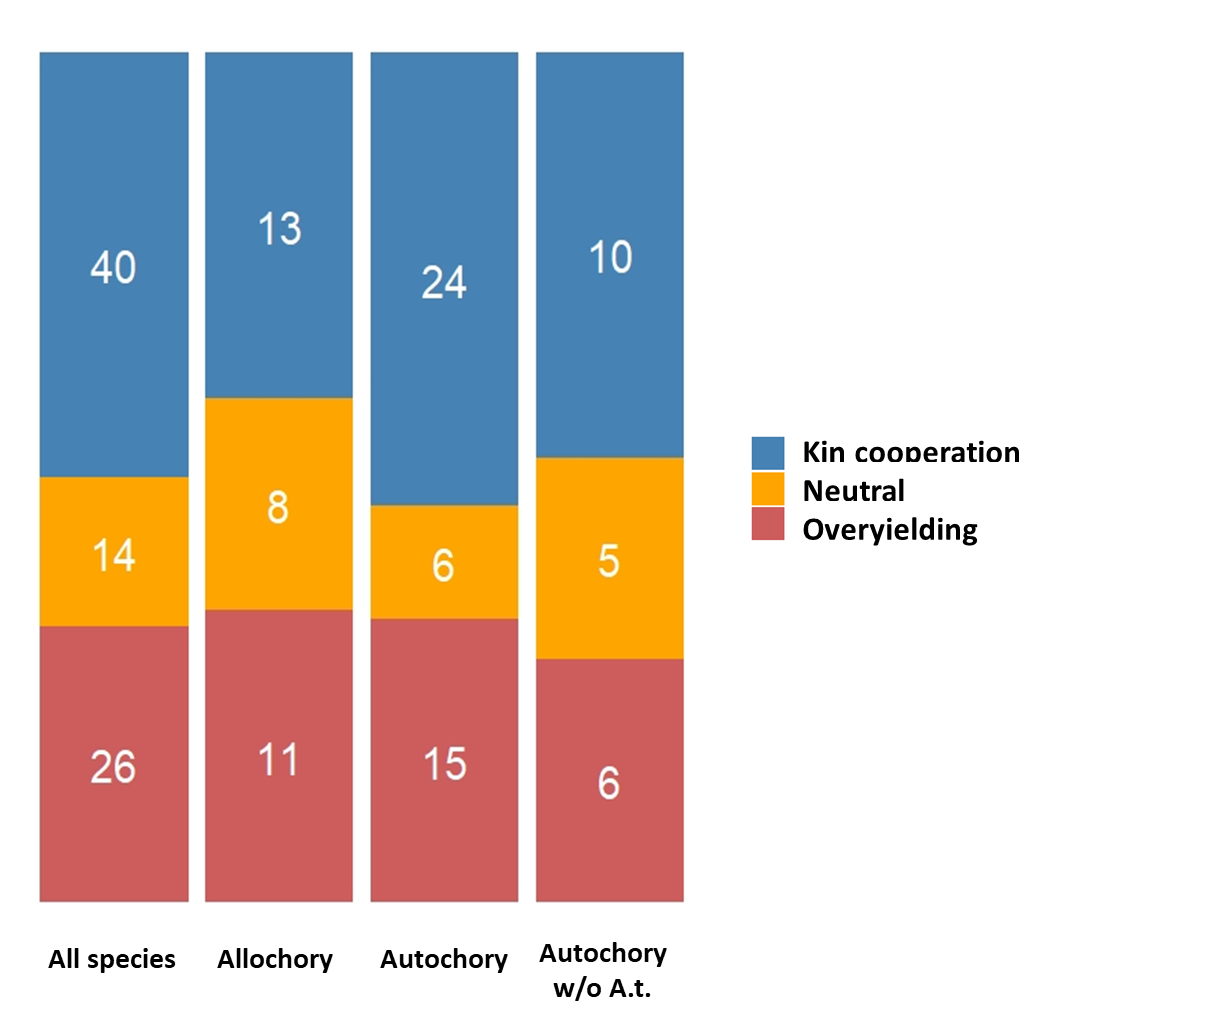 40
13
24
10
14
8
6
5
26
11
15
6
Kin cooperation
Neutral
Overyielding
All species
Allochory
Autochory
Autochory
w/o A.t.